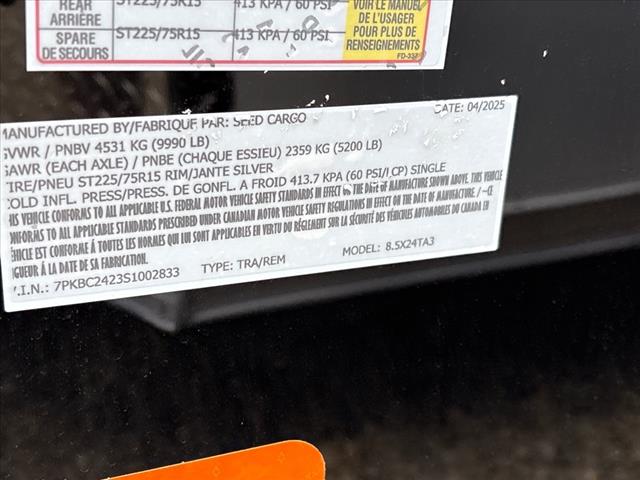 REAR ST225/75R15 413 KPA / 60 PSI VOIR LE MANUEL
ARRIÈRE DE L'USAGER
SPARE ST225/75R15 413 KPA / 60 PSI POUR PLUS DE
DE SECOURS RENSEIGNEMENTS
MANUFACTURED BY/FABRIQUE PAR: SEED CARGO DATE: 04/2025
GVWR / PNBV 4531 KG (9990 LB)
GAWR (EACH AXLE) / PNBE (CHAQUE ESSIEU) 2359 KG (5200 LB)
TIRE/PNEU ST225/75R15 RIM/JANTE SILVER
COLD INFL. PRESS/PRESS. DE GONFL. A FROID 413.7 KPA (60 PSI/LCP) SINGLE
THIS VEHICLE CONFORMS TO ALL APPLICABLE U.S. FEDERAL MOTOR VEHICLE SAFETY STANDARDS IN EFFECT ON THE DATE OF MANUFACTURE SHOWN ABOVE. THIS VEHICLE
CONFORMS TO ALL APPLICABLE STANDARDS PRESCRIBED UNDER CANADIAN MOTOR VEHICLE SAFETY REGULATIONS IN EFFECT ON THE DATE OF MANUFACTURE. - CE
VÉHICLE EST CONFORME À TOUTES LES NORMES QUI LUI SONT APPLICABLES EN VERTU DU RÈGLEMENT SUR LA SÉCURITÉ DES VÉHICULES AUTOMOBILES DU CANADA EN
VIGUEUR À LA DATE DE SA FABRICATION
V.I.N.: 7PKBC2423S1002833 TYPE: TRA/REM MODEL: 8.5X24TA3